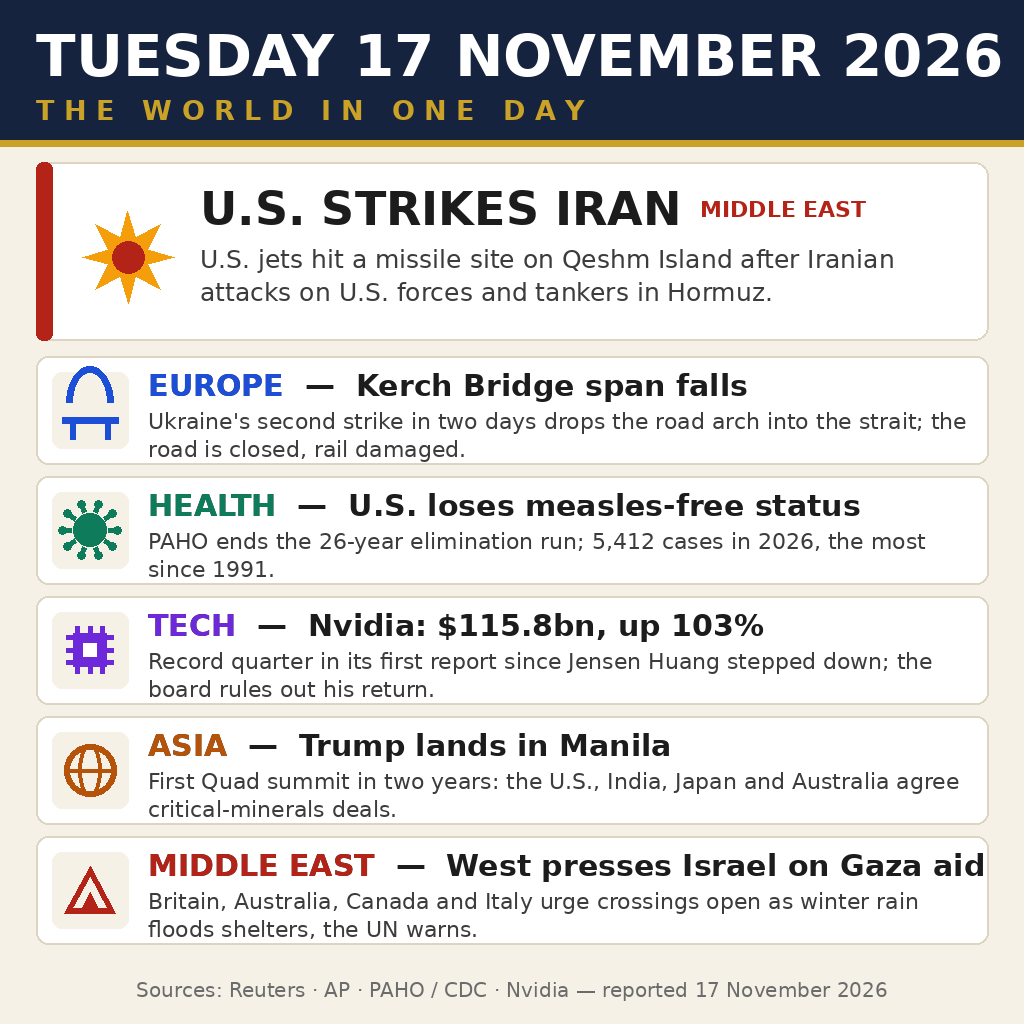 TUESDAY 17 NOVEMBER 2026
THE WORLD IN ONE DAY
U.S. STRIKES IRAN MIDDLE EAST
U.S. jets hit a missile site on Qeshm Island after Iranian
attacks on U.S. forces and tankers in Hormuz.
EUROPE — Kerch Bridge span falls
Ukraine's second strike in two days drops the road arch into the strait; the
road is closed, rail damaged.
HEALTH — U.S. loses measles-free status
PAHO ends the 26-year elimination run; 5,412 cases in 2026, the most
since 1991.
TECH — Nvidia: $115.8bn, up 103%
Record quarter in its first report since Jensen Huang stepped down; the
board rules out his return.
ASIA — Trump lands in Manila
First Quad summit in two years: the U.S., India, Japan and Australia agree
critical-minerals deals.
MIDDLE EAST — West presses Israel on Gaza aid
Britain, Australia, Canada and Italy urge crossings open as winter rain
floods shelters, the UN warns.
Sources: Reuters · AP · PAHO / CDC · Nvidia — reported 17 November 2026